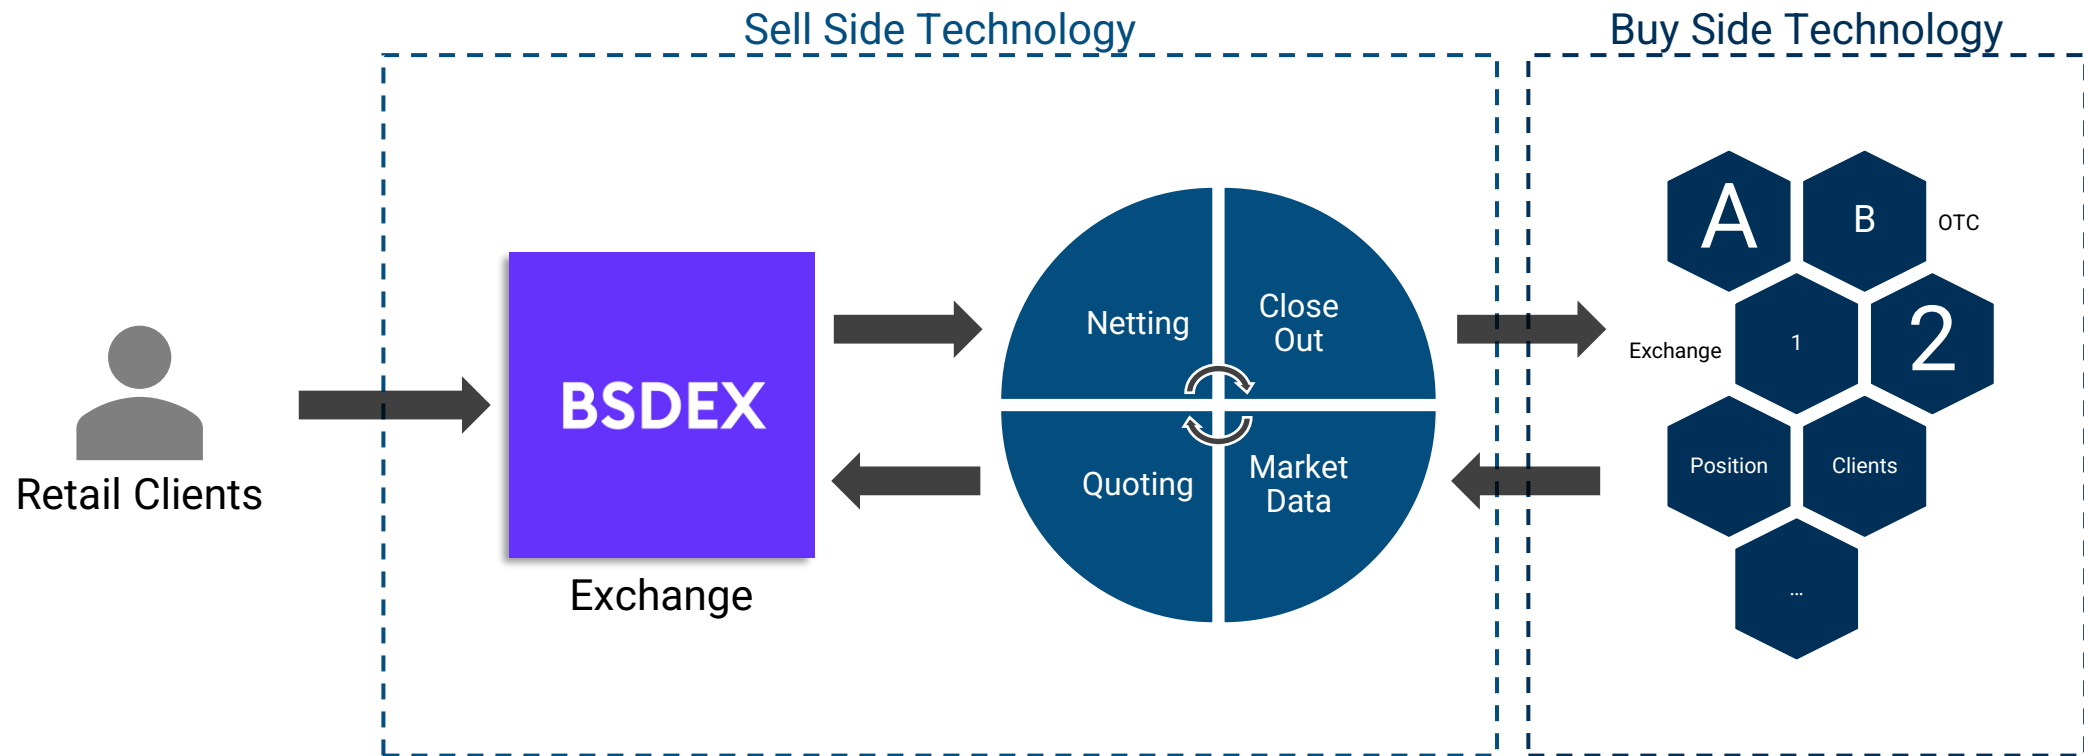 Sell Side Technology
Buy Side Technology
Retail Clients
BSDEX
Exchange
Netting
Close
Out
Quoting
Market
Data
A
B
OTC
Exchange
1
2
Position
Clients
...